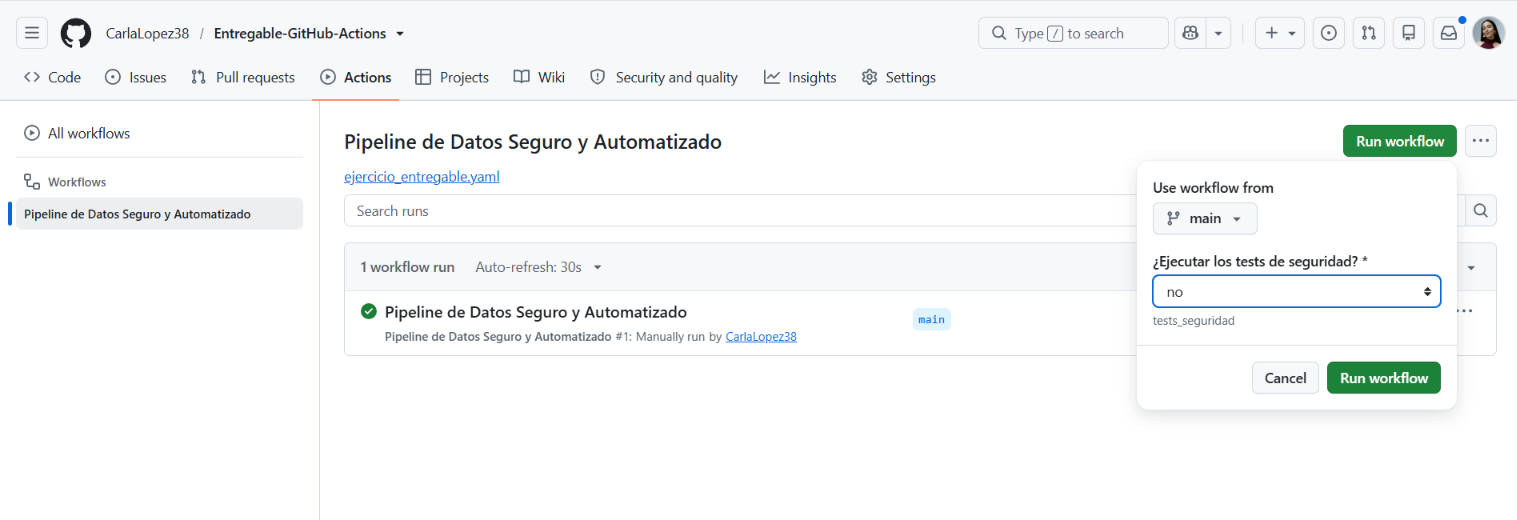 CarlaLopez38 / Entregable-GitHub-Actions
Type / to search
Code Issues Pull requests Actions Projects Wiki Security and quality Insights Settings
All workflows
Workflows
Pipeline de Datos Seguro y Automatizado
Pipeline de Datos Seguro y Automatizado
ejercicio_entregable.yaml
Search runs
1 workflow run Auto-refresh: 30s
Pipeline de Datos Seguro y Automatizado
Pipeline de Datos Seguro y Automatizado #1: Manually run by CarlaLopez38
main
Run workflow
Use workflow from
main
¿Ejecutar los tests de seguridad? *
no
tests_seguridad
Cancel Run workflow